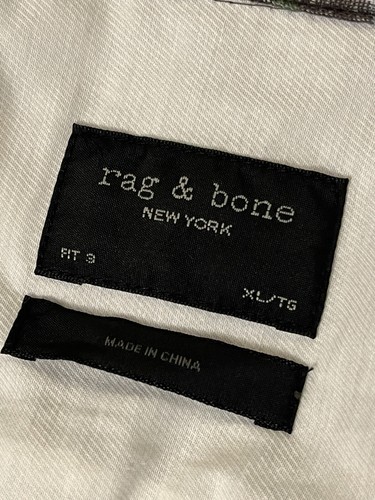 rag & bone
NEW YORK
FIT 3
XL/TG
MADE IN CHINA